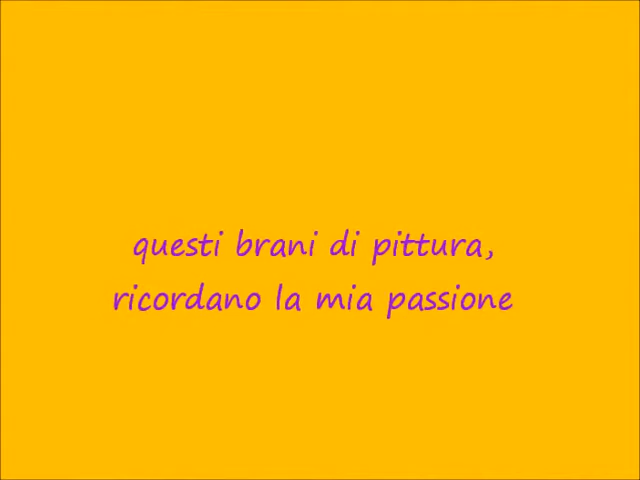 questi brani di pittura,
ricordano la mia passione